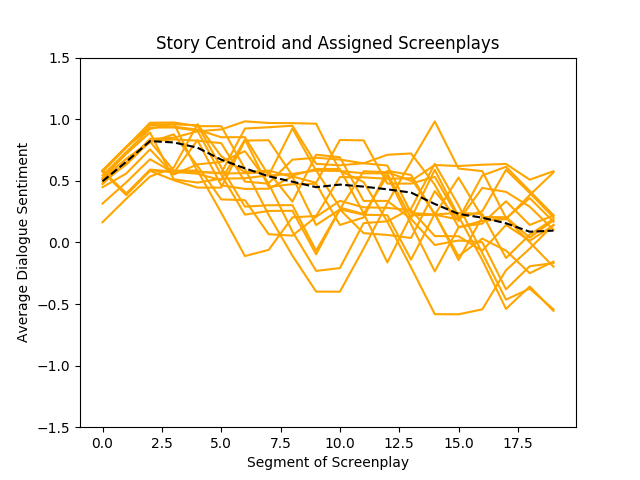 Story Centroid and Assigned Screenplays
1.5
1.0
0.5
0.0
−0.5
−1.0
−1.5
Average Dialogue Sentiment
0.0 2.5 5.0 7.5 10.0 12.5 15.0 17.5
Segment of Screenplay